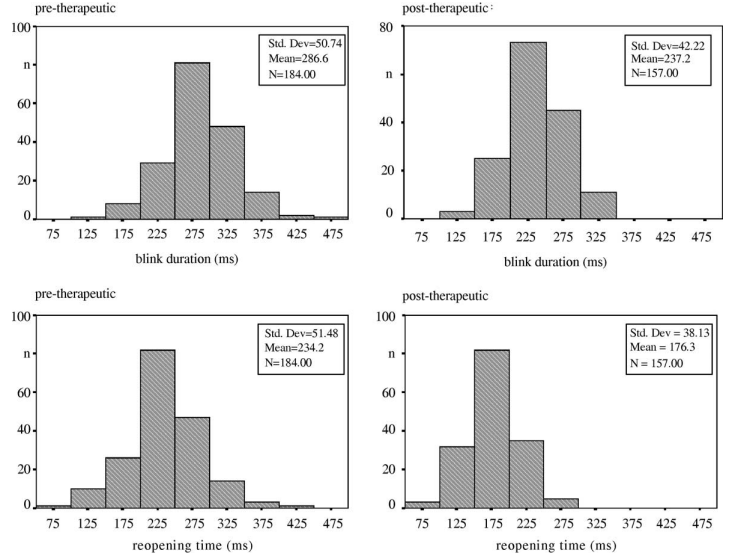 pre-therapeutic
100
n
60
40
20
0
Std. Dev=50.74
Mean=286.6
N=184.00
75 125 175 225 275 325 375 425 475
blink duration (ms)
post-therapeutic:
80
n
40
20
0
Std. Dev=42.22
Mean=237.2
N=157.00
75 125 175 225 275 325 375 425 475
blink duration (ms)
pre-therapeutic
100
n
60
40
20
0
Std. Dev=51.48
Mean=234.2
N=184.00
75 125 175 225 275 325 375 425 475
reopening time (ms)
post-therapeutic
100
n
60
40
20
0
Std. Dev = 38.13
Mean = 176.3
N = 157.00
75 125 175 225 275 325 375 425 475
reopening time (ms)